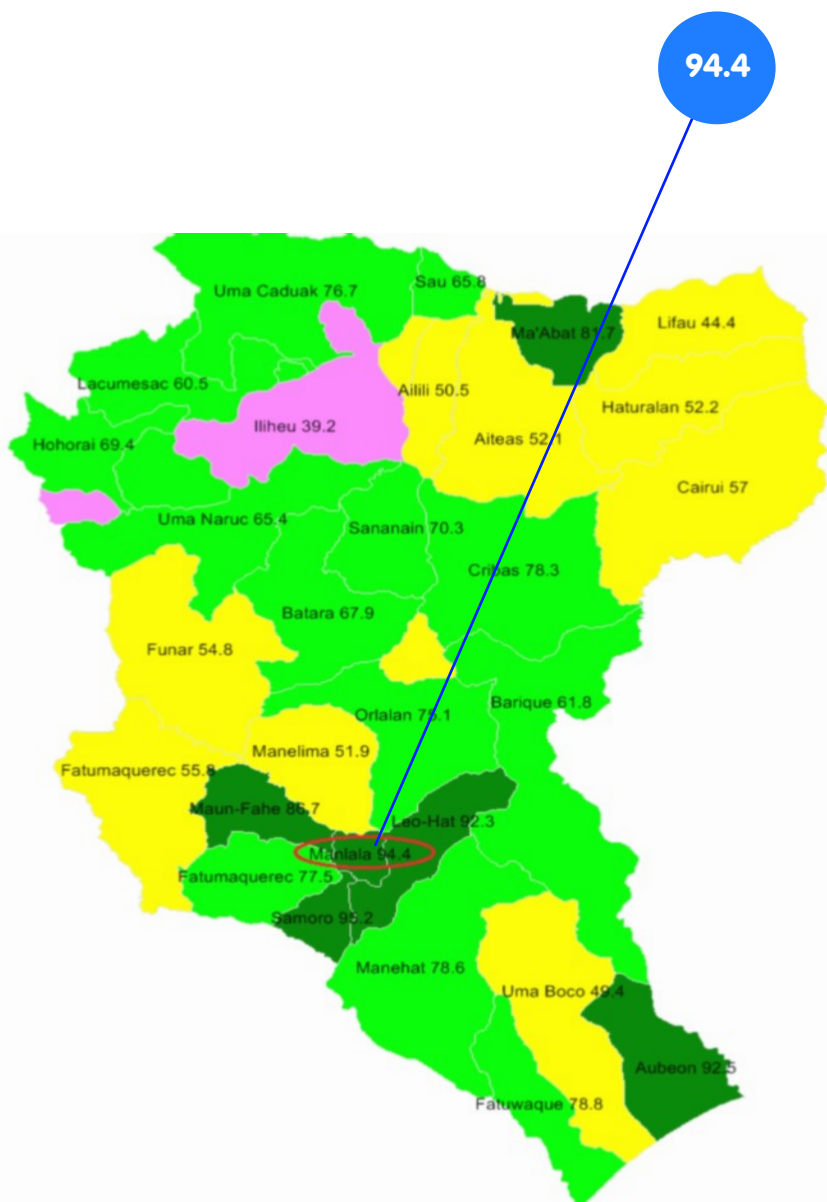 94.4
Uma Caduak 76.7
Sau 65.8
Ma'Abat 81.7
Lifau 44.4
Lacumesac 60.5
Ailili 50.5
Haturalan 52.2
Iliheu 39.2
Aiteas 52.1
Hohorai 69.4
Cairui 57
Uma Naruc 65.4
Sananain 70.3
Cribas 78.3
Batara 67.9
Funar 54.8
Barique 61.8
Orlalan 75.1
Manelima 51.9
Fatumaquerec 55.8
Maun-Fahe 86.7
Leo-Hat 92.3
Manlala 94.4
Fatumaquerec 77.5
Samoro 95.2
Manehat 78.6
Uma Boco 49.4
Aubeon 92.5
Fatuwaque 78.8